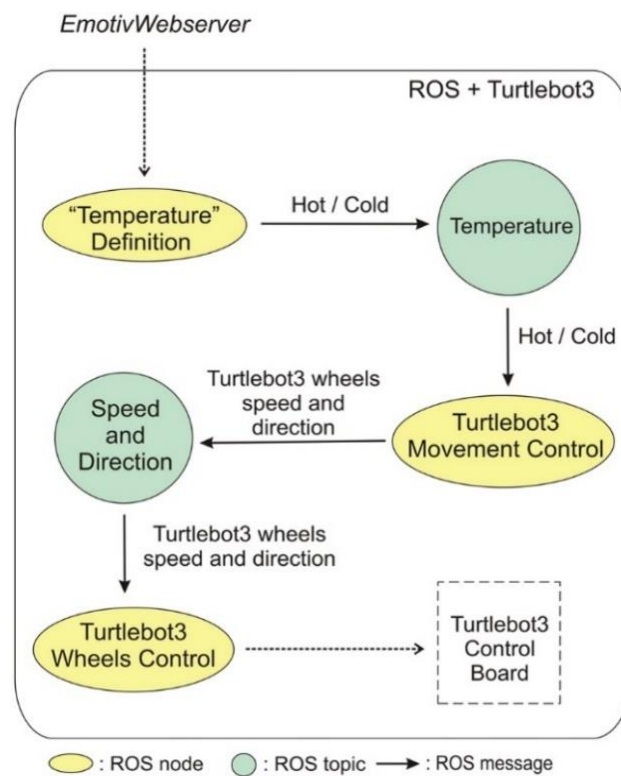 EmotivWebserver
ROS + Turtlebot3
“Temperature”
Definition
Hot / Cold
Temperature
Hot / Cold
Turtlebot3 wheels
speed and
direction
Speed
and
Direction
Turtlebot3
Movement Control
Turtlebot3 wheels
speed and direction
Turtlebot3
Wheels Control
Turtlebot3
Control
Board
: ROS node : ROS topic : ROS message